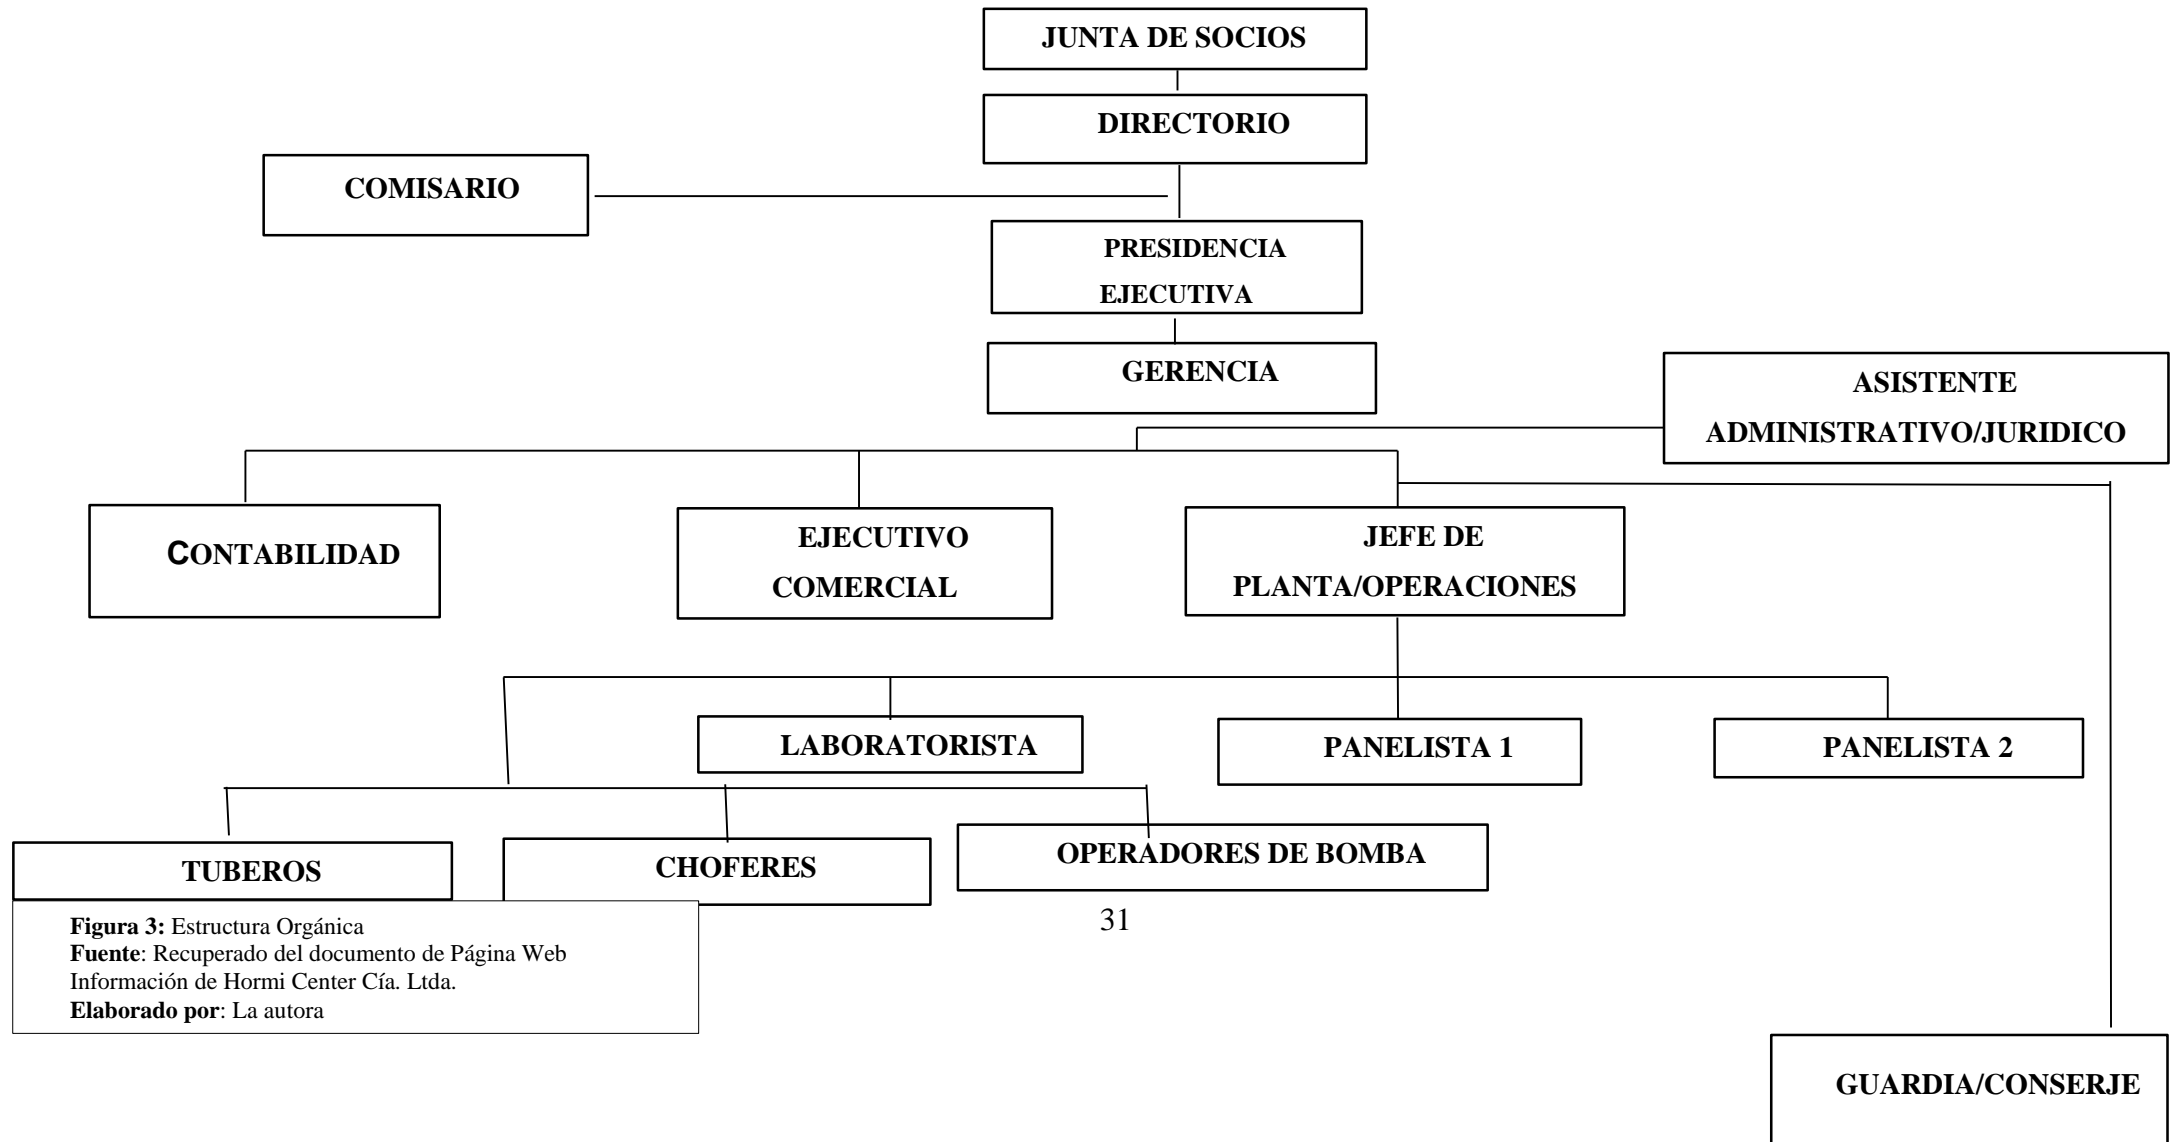 JUNTA DE SOCIOS
DIRECTORIO
COMISARIO
PRESIDENCIA
EJECUTIVA
GERENCIA
ASISTENTE
ADMINISTRATIVO/JURIDICO
CONTABILIDAD
EJECUTIVO
COMERCIAL
JEFE DE
PLANTA/OPERACIONES
LABORATORISTA
PANELISTA 1
PANELISTA 2
TUBEROS
CHOFERES
OPERADORES DE BOMBA
Figura 3: Estructura Orgánica
Fuente: Recuperado del documento de Página Web
Información de Hormi Center Cía. Ltda.
Elaborado por: La autora
31
GUARDIA/CONSERJE